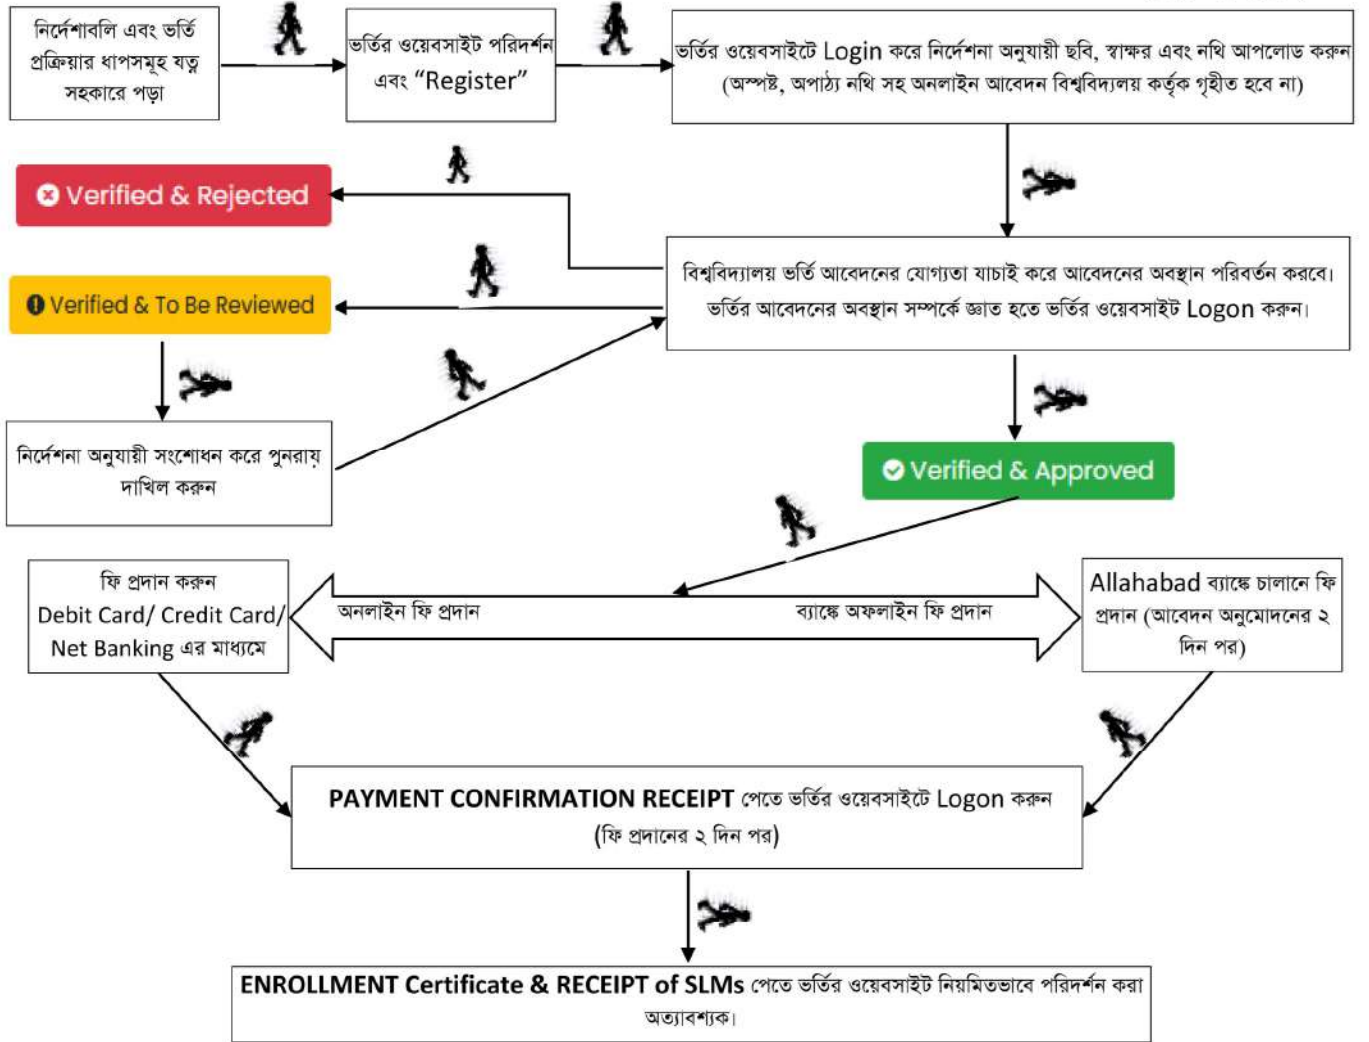 নির্দেশাবলি এবং ভর্তি
প্রক্রিয়ার ধাপসমূহ যত্ন
সহকারে পড়া
ভর্তির ওয়েবসাইট পরিদর্শন
এবং “Register”
ভর্তির ওয়েবসাইটে Login করে নির্দেশনা অনুযায়ী ছবি, স্বাক্ষর এবং নথি আপলোড করুন
(অস্পষ্ট, অপাঠ্য নথি সহ অনলাইন আবেদন বিশ্ববিদ্যালয় কর্তৃক গৃহীত হবে না)
Verified & Rejected
বিশ্ববিদ্যালয় ভর্তি আবেদনের যোগ্যতা যাচাই করে আবেদনের অবস্থান পরিবর্তন করবে।
ভর্তির আবেদনের অবস্থান সম্পর্কে জ্ঞাত হতে ভর্তির ওয়েবসাইট Logon করুন।
Verified & To Be Reviewed
নির্দেশনা অনুযায়ী সংশোধন করে পুনরায়
দাখিল করুন
Verified & Approved
ফি প্রদান করুন
Debit Card/ Credit Card/
Net Banking এর মাধ্যমে
অনলাইন ফি প্রদান
ব্যাঙ্কে অফলাইন ফি প্রদান
Allahabad ব্যাঙ্কে চালানে ফি
প্রদান (আবেদন অনুমোদনের ২
দিন পর)
PAYMENT CONFIRMATION RECEIPT পেতে ভর্তির ওয়েবসাইটে Logon করুন
(ফি প্রদানের ২ দিন পর)
ENROLLMENT Certificate & RECEIPT of SLMs পেতে ভর্তির ওয়েবসাইট নিয়মিতভাবে পরিদর্শন করা
অত্যাবশ্যক।